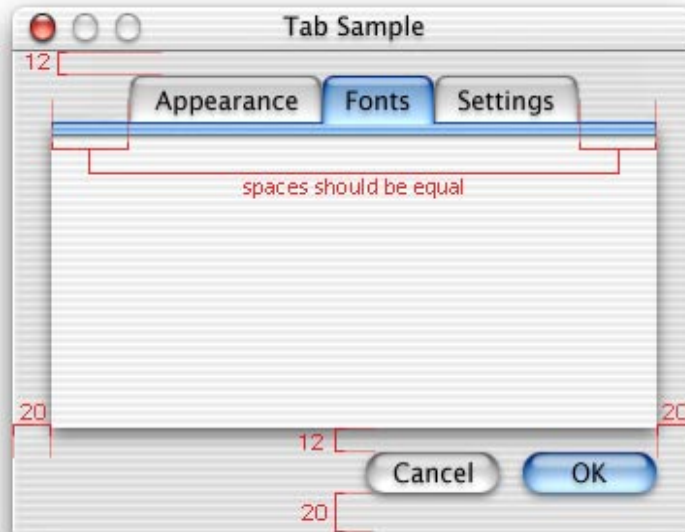 Tab Sample
12
Appearance Fonts Settings
spaces should be equal
20 20
12
Cancel OK
20